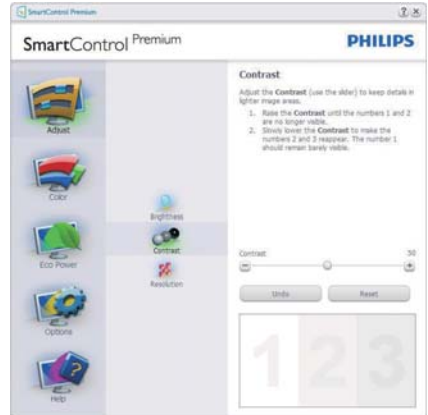 SmartControl Premium
SmartControl Premium
PHILIPS
Adjust
Color
Eco Power
Options
Help
Brightness
Contrast
Resolution
Contrast
Adjust the Contrast (use the slider) to keep details in
lighter image areas.
1. Raise the Contrast until the numbers 1 and 2
are no longer visible.
2. Slowly lower the Contrast to make the
numbers 2 and 3 reappear. The number 1
should remain barely visible.
Contrast 50
Undo Reset
1 2 3